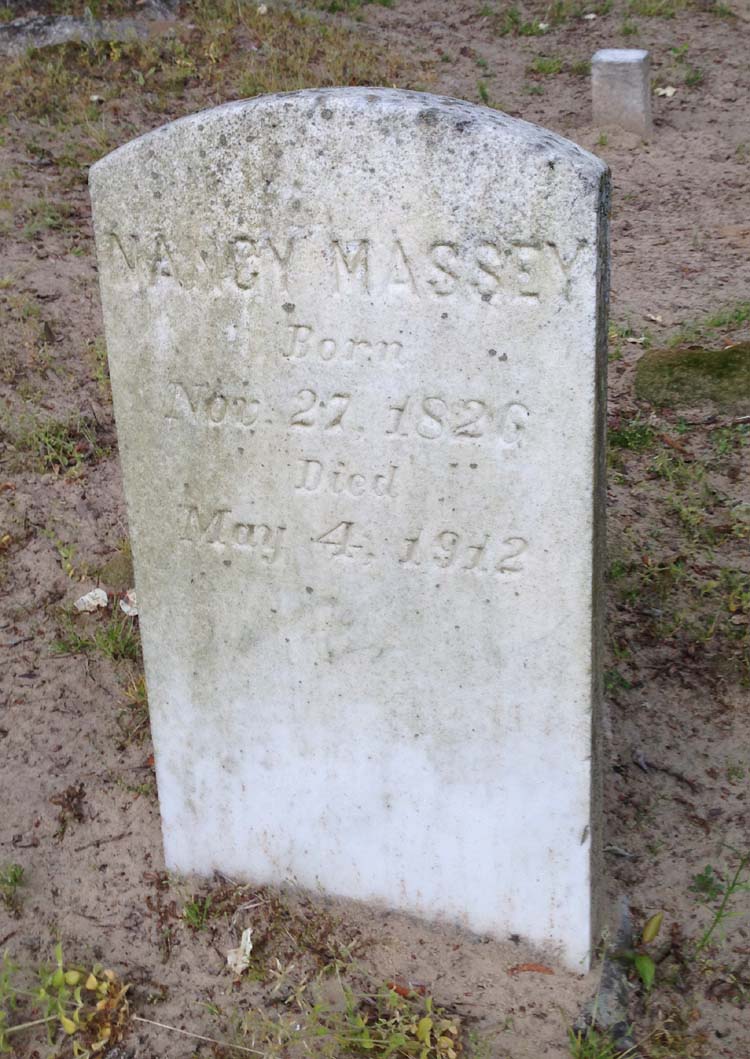 NANCY MASSEY
Born
Nov. 27, 1826
Died
May 4, 1912